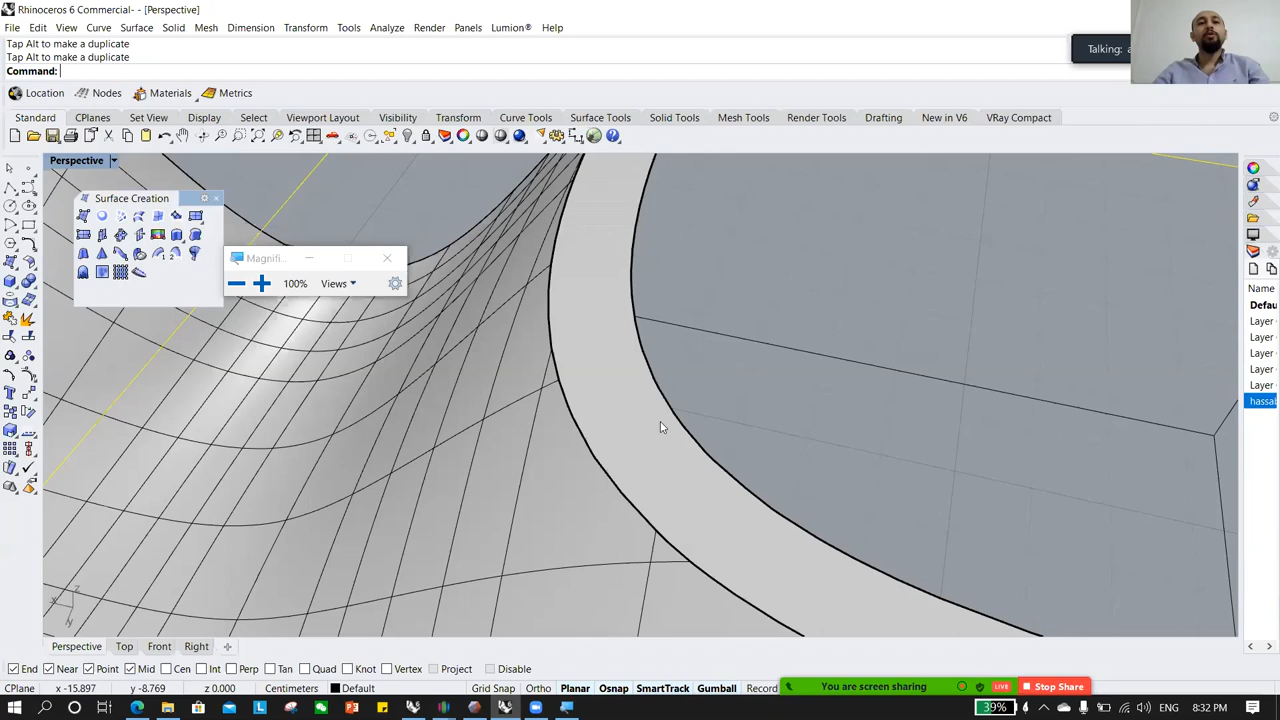 Rhinoceros 6 Commercial- - [Perspective]
File Edit View Curve Surface Solid Mesh Dimension Transform Tools Analyze Render Panels Lumion® Help
Tap Alt to make a duplicate
Tap Alt to make a duplicate
Talking:
Command:
Location Nodes Materials Metrics
Standard CPlanes Set View Display Select Viewport Layout Visibility Transform Curve Tools Surface Tools Solid Tools Mesh Tools Render Tools Drafting New in V6 VRay Compact
Perspective
Surface Creation
Magnifi...
100% Views
Name
Defau
Layer
Layer
Layer
Layer
Layer
hassab
z
x
y
Perspective Top Front Right
End Near Point Mid Cen Int Perp Tan Quad Knot Vertex Project Disable
CPlane x -15.897 y -8.769 z 0.000 Centimeters Default Grid Snap Ortho Planar Osnap SmartTrack Gumball Record
You are screen sharing LIVE Stop Share
39% ENG 8:32 PM